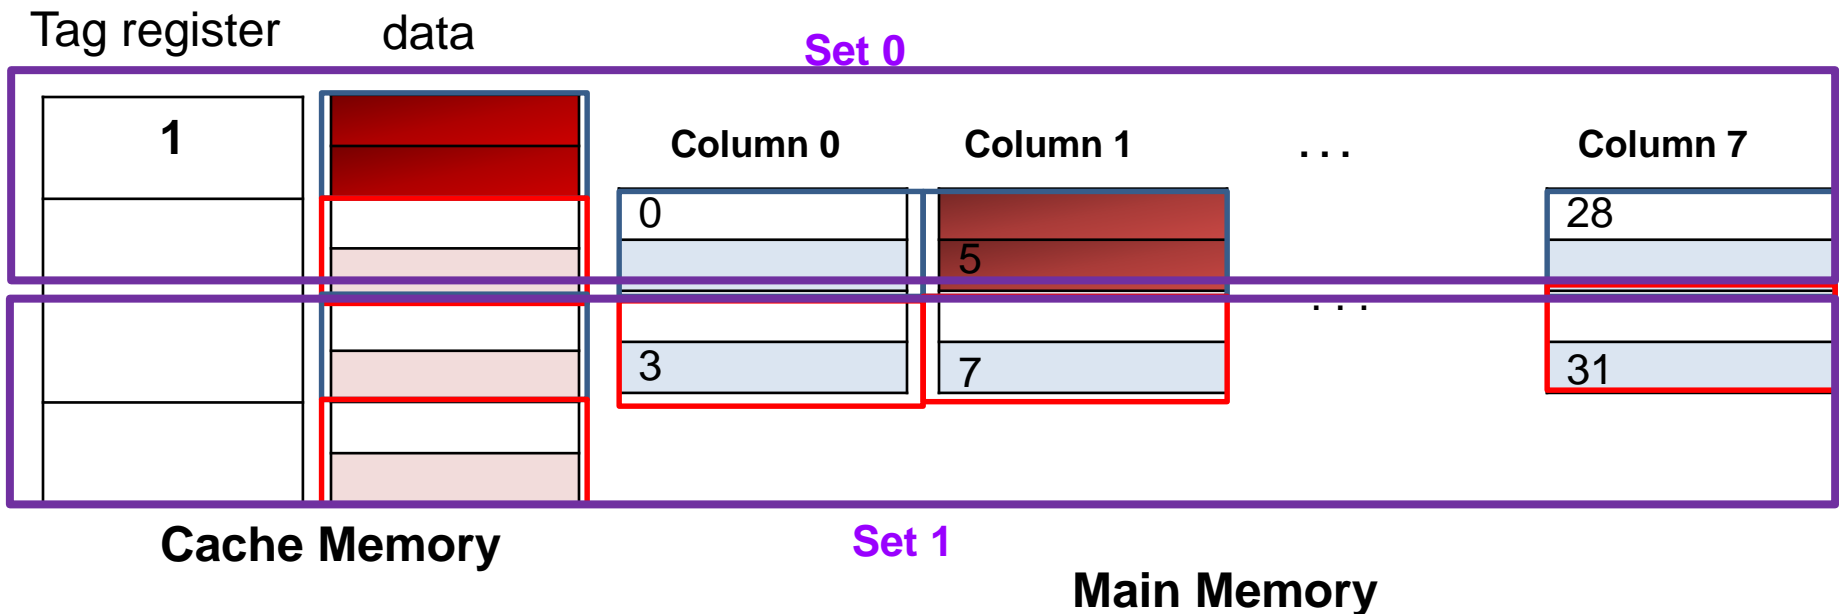 Tag register data Set 0
1 Column 0 Column 1 . . . Column 7
0 28
5
. . .
3 7 31
Cache Memory Set 1
Main Memory